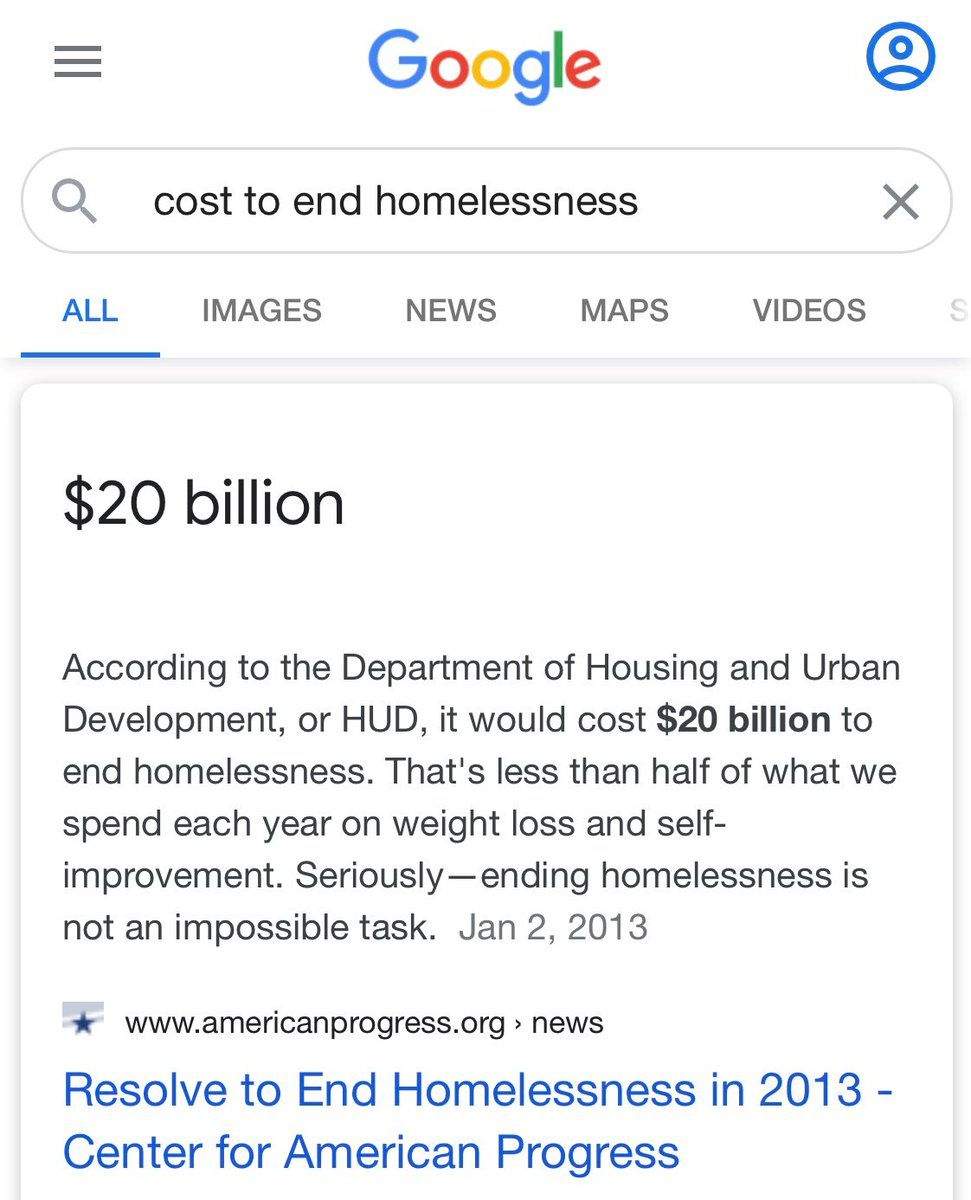 Google
cost to end homelessness
ALL IMAGES NEWS MAPS VIDEOS S
$20 billion
According to the Department of Housing and Urban
Development, or HUD, it would cost $20 billion to
end homelessness. That's less than half of what we
spend each year on weight loss and self-
improvement. Seriously—ending homelessness is
not an impossible task. Jan 2, 2013
www.americanprogress.org › news
Resolve to End Homelessness in 2013 -
Center for American Progress